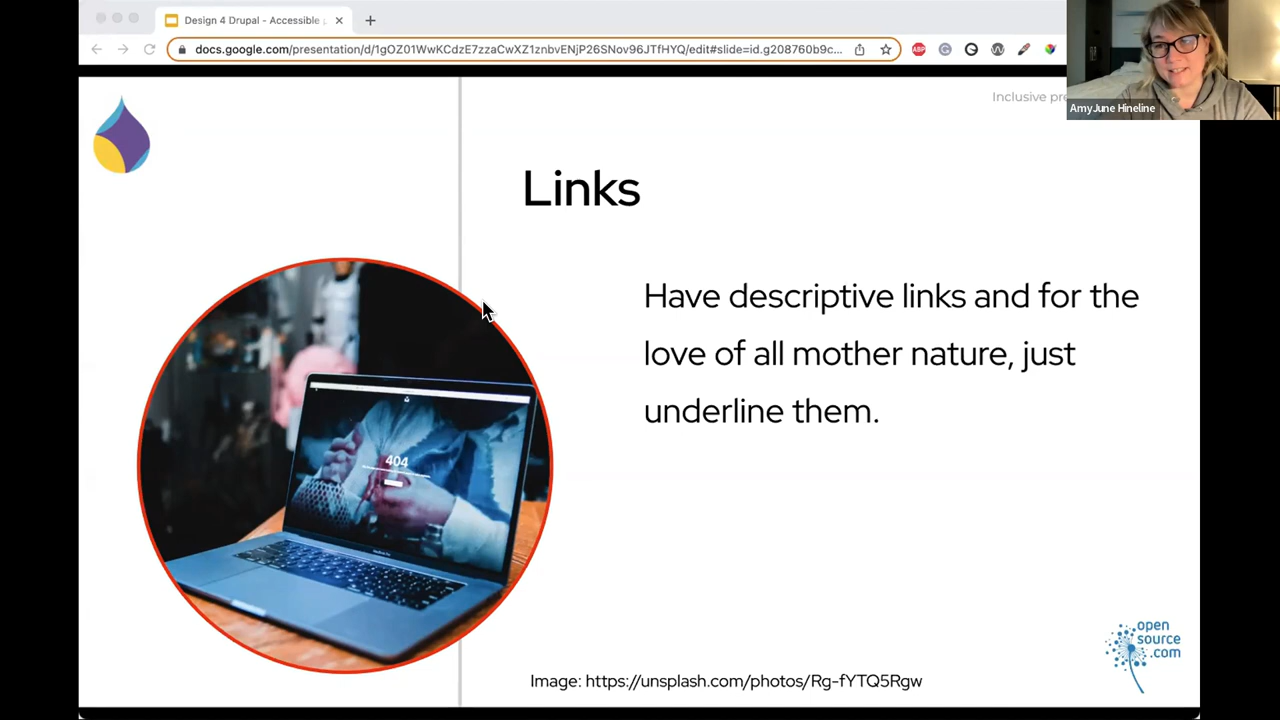 Design 4 Drupal - Accessible
docs.google.com/presentation/d/1gOZ01WwKCdzE7zzaCwXZ1znbvENjP26SNov96JTfHYQ/edit#slide=id.g208760b9c...
ABP
AmyJune Hineline
Inclusive pre
Links
Have descriptive links and for the
love of all mother nature, just
underline them.
404
open
source
.com
Image: https://unsplash.com/photos/Rg-fYTQ5Rgw